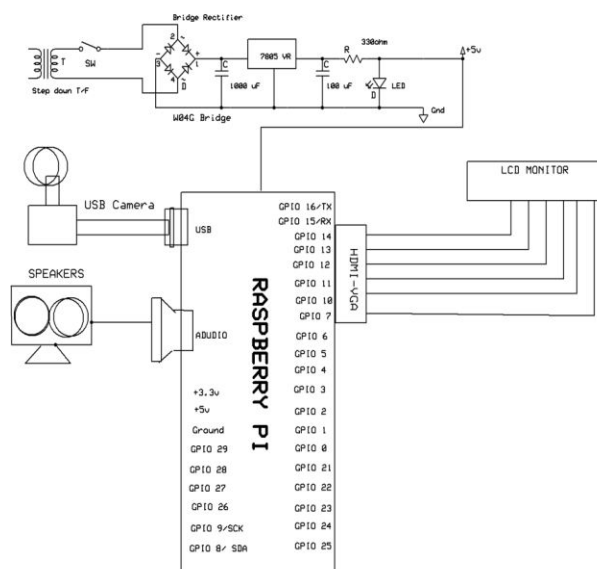 Bridge Rectifier
2
~
T
SW
3
-
+
1
4
~
D
Step down T/F
W04G Bridge
C
1000 uF
7805 VR
C
100 uF
R
330ohm
D
LED
+5v
Gnd
LCD MONITOR
USB Camera
USB
SPEAKERS
ADUDIO
RASPBERRY PI
HDMI-VGA
GPIO 16/TX
GPIO 15/RX
GPIO 14
GPIO 13
GPIO 12
GPIO 11
GPIO 10
GPIO 7
GPIO 6
GPIO 5
GPIO 4
GPIO 3
GPIO 2
GPIO 1
GPIO 0
GPIO 21
GPIO 22
GPIO 23
GPIO 24
GPIO 25
+3.3v
+5v
Ground
GPIO 29
GPIO 28
GPIO 27
GPIO 26
GPIO 9/SCK
GPIO 8/ SDA